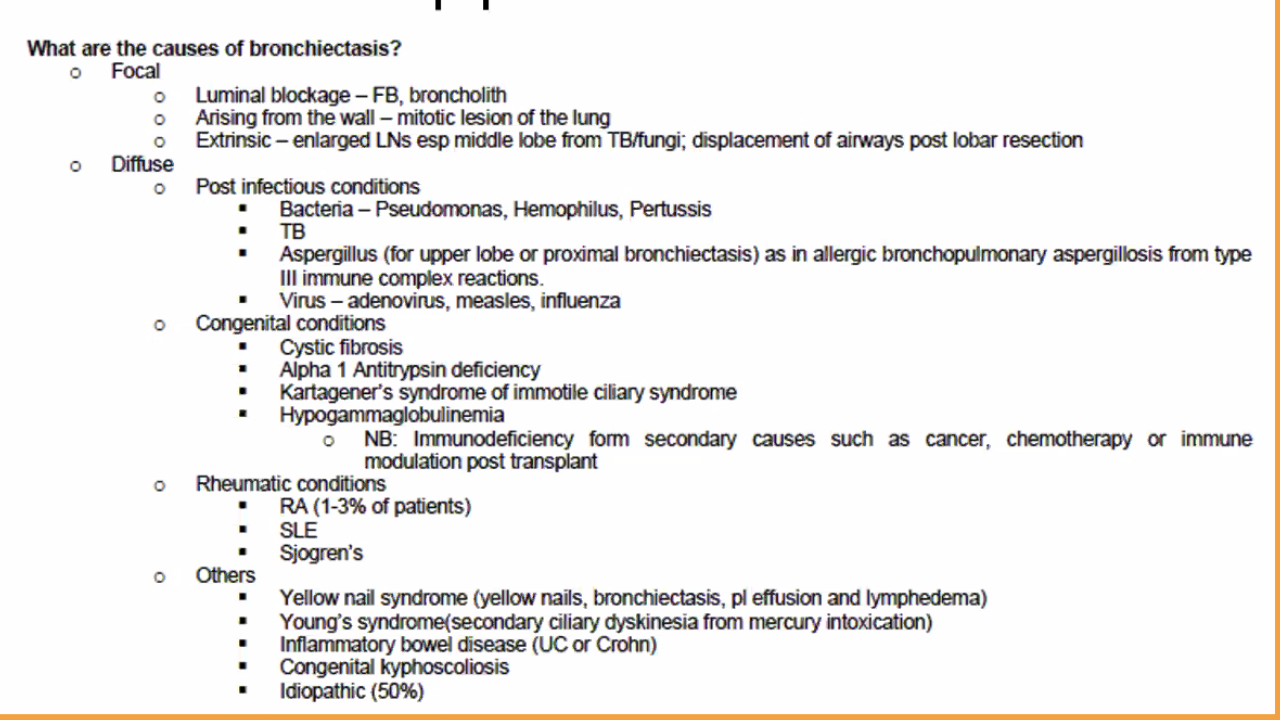 What are the causes of bronchiectasis?
o Focal
o Luminal blockage – FB, broncholith
o Arising from the wall – mitotic lesion of the lung
o Extrinsic – enlarged LNs esp middle lobe from TB/fungi; displacement of airways post lobar resection
o Diffuse
o Post infectious conditions
▪ Bacteria – Pseudomonas, Hemophilus, Pertussis
▪ TB
▪ Aspergillus (for upper lobe or proximal bronchiectasis) as in allergic bronchopulmonary aspergillosis from type
III immune complex reactions.
▪ Virus – adenovirus, measles, influenza
o Congenital conditions
▪ Cystic fibrosis
▪ Alpha 1 Antitrypsin deficiency
▪ Kartagener's syndrome of immotile ciliary syndrome
▪ Hypogammaglobulinemia
o NB: Immunodeficiency form secondary causes such as cancer, chemotherapy or immune
modulation post transplant
o Rheumatic conditions
▪ RA (1-3% of patients)
▪ SLE
▪ Sjogren's
o Others
▪ Yellow nail syndrome (yellow nails, bronchiectasis, pl effusion and lymphedema)
▪ Young's syndrome(secondary ciliary dyskinesia from mercury intoxication)
▪ Inflammatory bowel disease (UC or Crohn)
▪ Congenital kyphoscoliosis
▪ Idiopathic (50%)